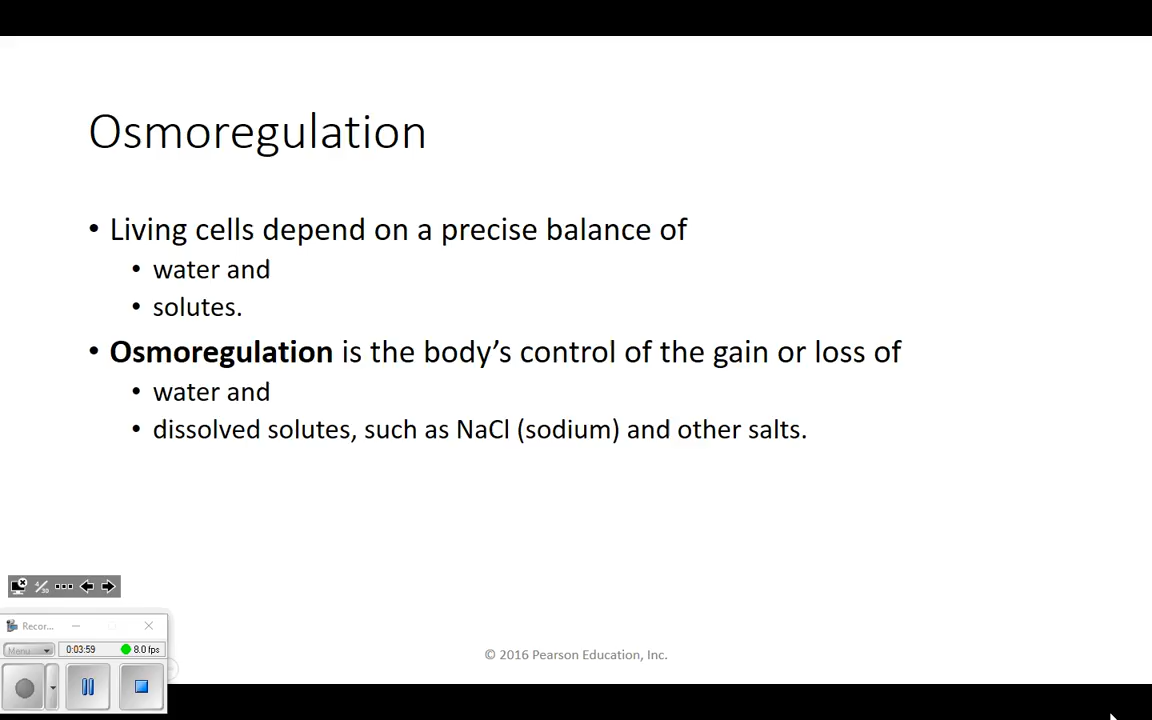 Osmoregulation
• Living cells depend on a precise balance of
• water and
• solutes.
• Osmoregulation is the body’s control of the gain or loss of
• water and
• dissolved solutes, such as NaCl (sodium) and other salts.
4/30
Recor...
Menu
0:03:59
8.0 fps
© 2016 Pearson Education, Inc.